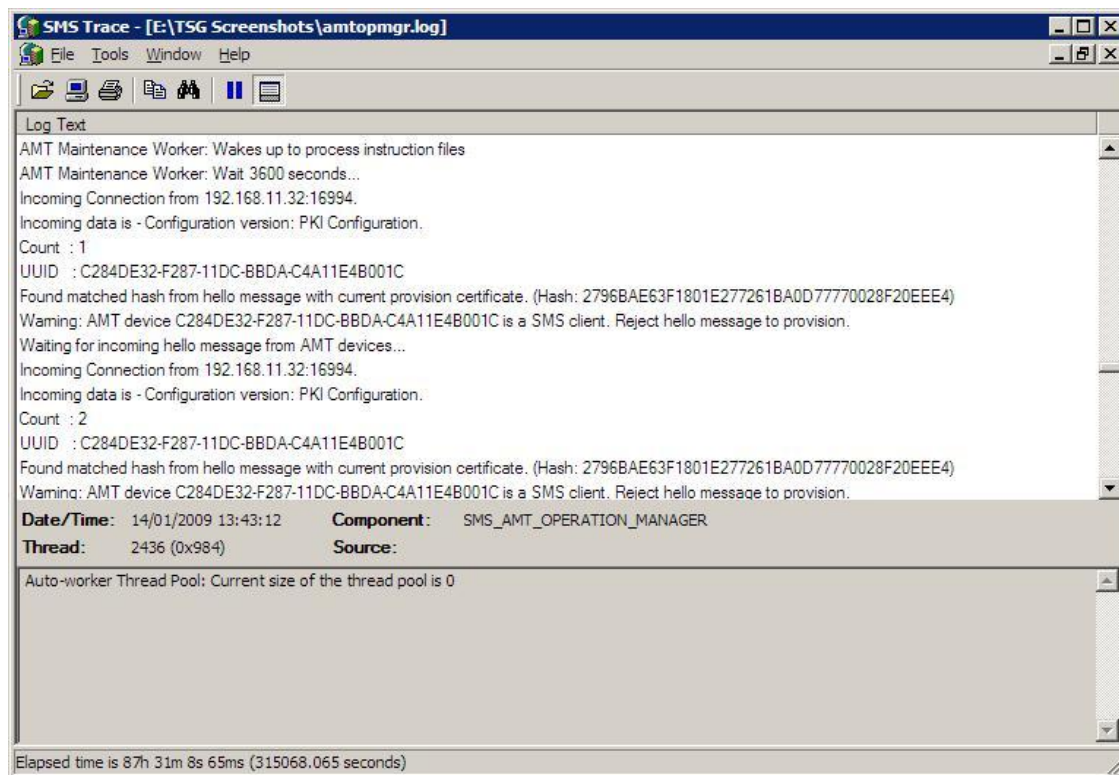 SMS Trace - [E:\TSG Screenshots\amtopmgr.log]
File Tools Window Help
Log Text
AMT Maintenance Worker: Wakes up to process instruction files
AMT Maintenance Worker: Wait 3600 seconds...
Incoming Connection from 192.168.11.32:16994.
Incoming data is - Configuration version: PKI Configuration.
Count : 1
UUID : C284DE32-F287-11DC-BBDA-C4A11E4B001C
Found matched hash from hello message with current provision certificate. (Hash: 2796BAE63F1801E277261BA0D77770028F20EEE4)
Warning: AMT device C284DE32-F287-11DC-BBDA-C4A11E4B001C is a SMS client. Reject hello message to provision.
Waiting for incoming hello message from AMT devices...
Incoming Connection from 192.168.11.32:16994.
Incoming data is - Configuration version: PKI Configuration.
Count : 2
UUID : C284DE32-F287-11DC-BBDA-C4A11E4B001C
Found matched hash from hello message with current provision certificate. (Hash: 2796BAE63F1801E277261BA0D77770028F20EEE4)
Warning: AMT device C284DE32-F287-11DC-BBDA-C4A11E4B001C is a SMS client. Reject hello message to provision.
Date/Time: 14/01/2009 13:43:12 Component: SMS_AMT_OPERATION_MANAGER
Thread: 2436 (0x984) Source:
Auto-worker Thread Pool: Current size of the thread pool is 0
Elapsed time is 87h 31m 8s 65ms (315068.065 seconds)